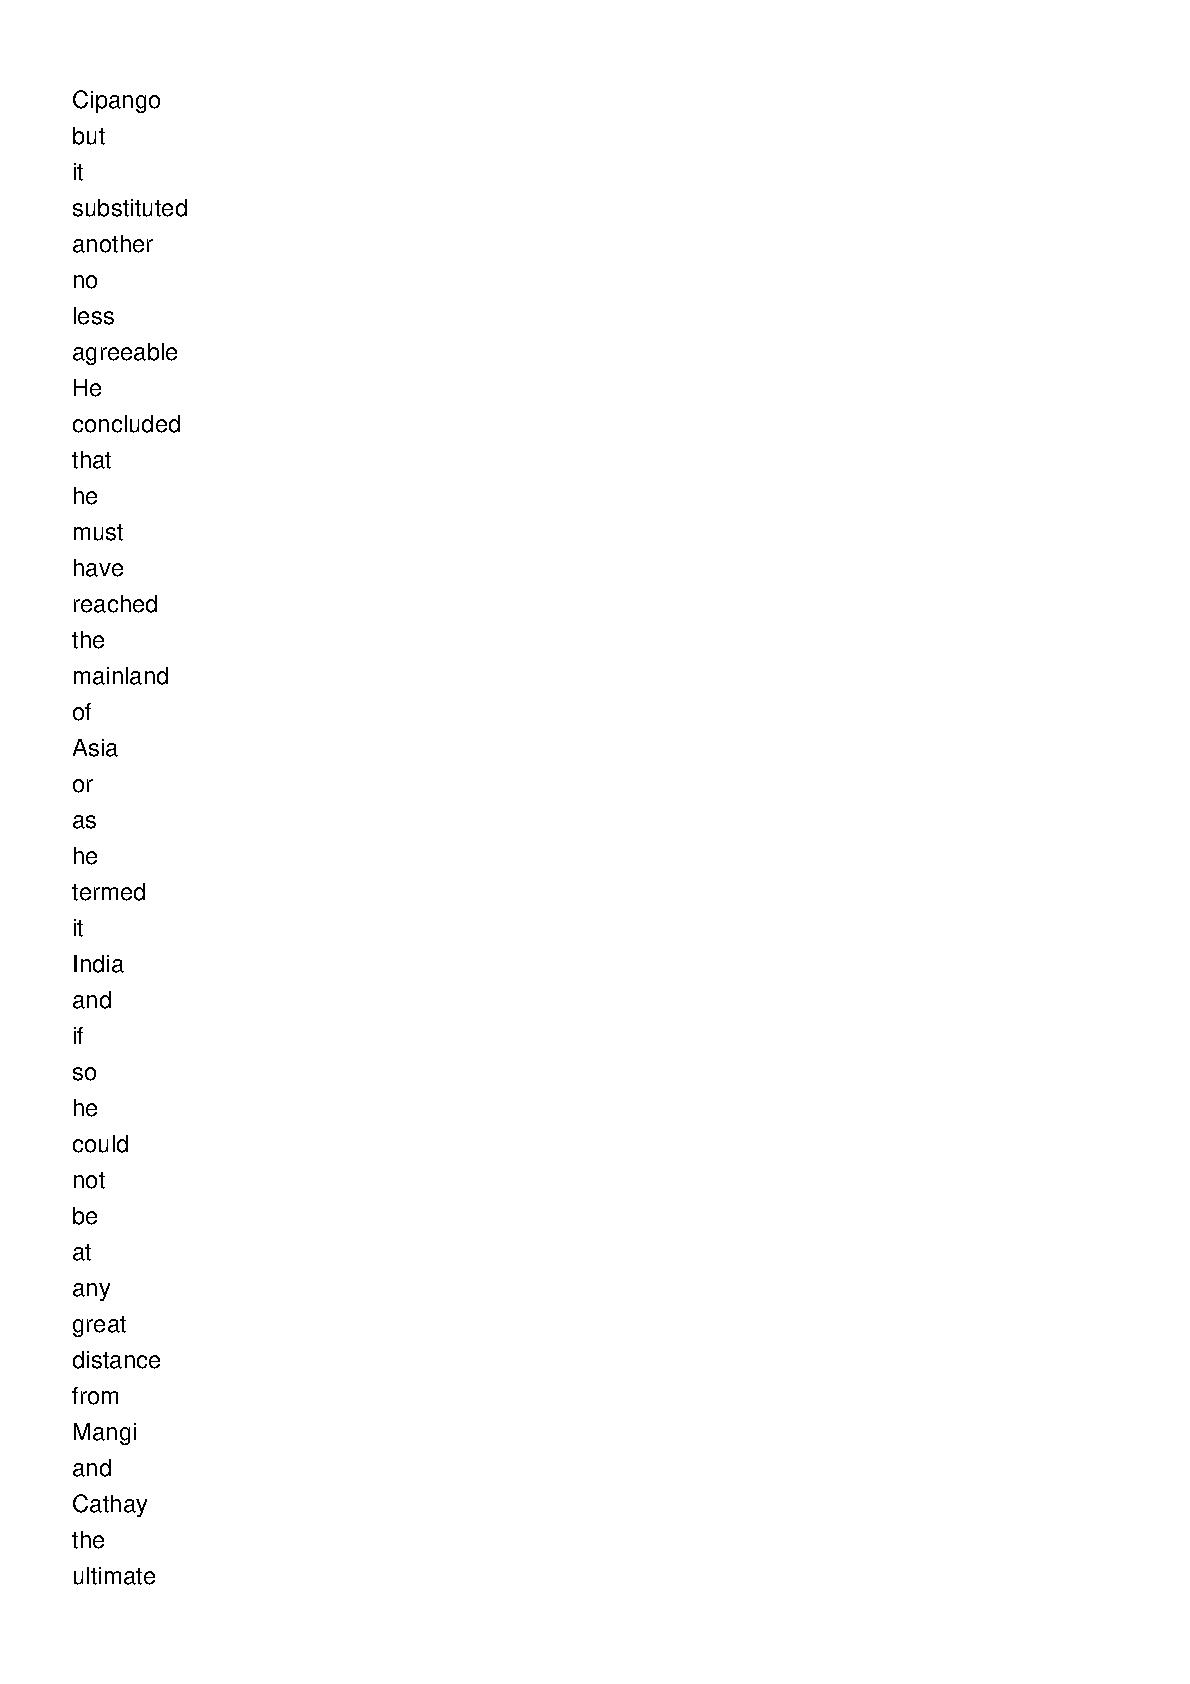 Cipango
but
it
substituted
another
no
less
agreeable
He
concluded
that
he
must
have
reached
the
mainland
of
Asia
or
as
he
termed
it
India
and
if
so
he
could
not
be
at
any
great
distance
from
Mangi
and
Cathay
the
ultimate